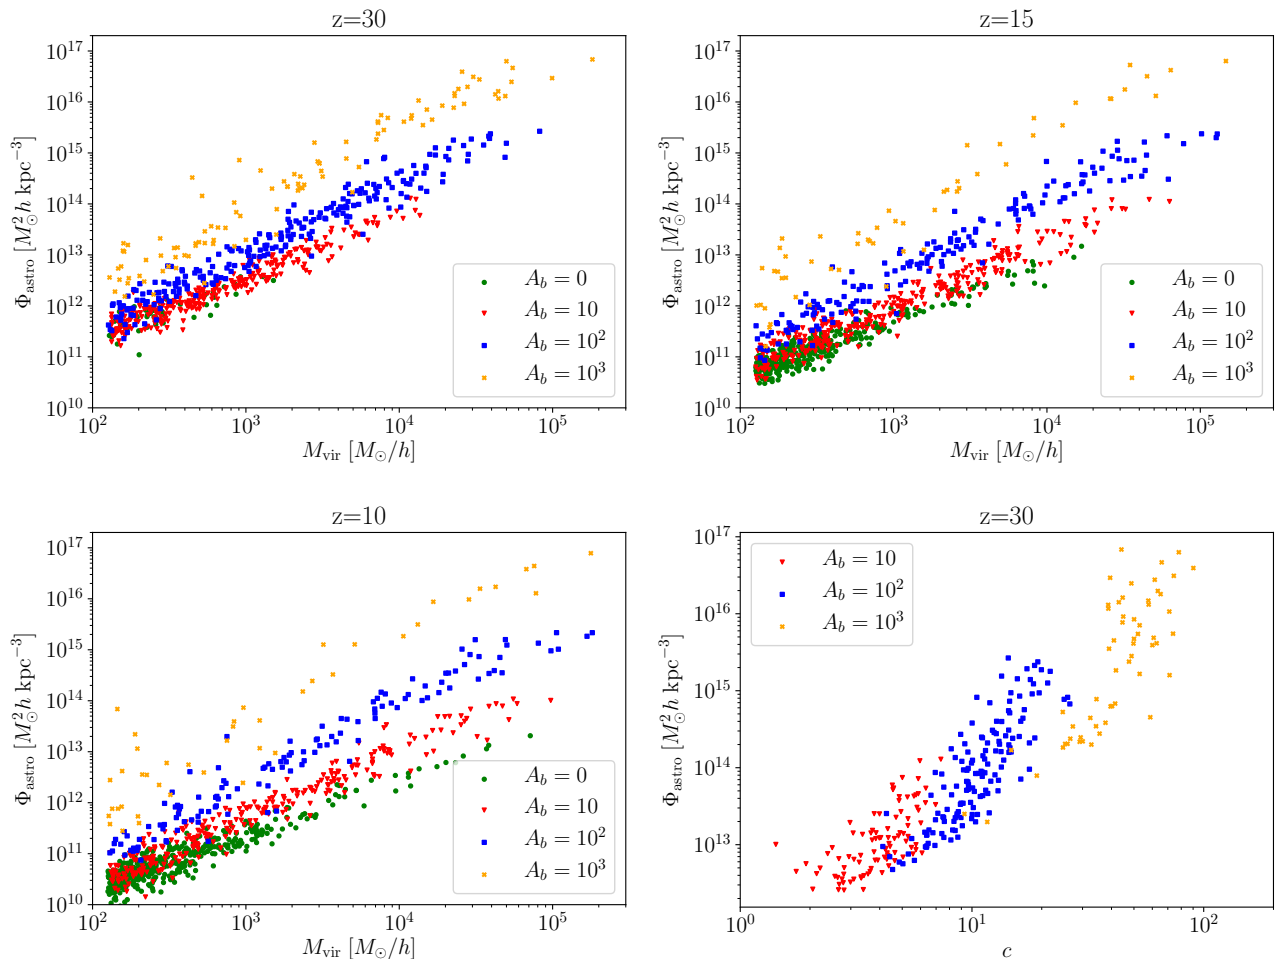 z=30
10^17
10^16
10^15
10^14
10^13
10^12
10^11
10^10
Φ_astro [M_⊙^2 h kpc^−3]
A_b = 0
A_b = 10
A_b = 10^2
A_b = 10^3
10^2 10^3 10^4 10^5
M_vir [M_⊙/h]
z=15
10^17
10^16
10^15
10^14
10^13
10^12
10^11
10^10
Φ_astro [M_⊙^2 h kpc^−3]
A_b = 0
A_b = 10
A_b = 10^2
A_b = 10^3
10^2 10^3 10^4 10^5
M_vir [M_⊙/h]
z=10
10^17
10^16
10^15
10^14
10^13
10^12
10^11
10^10
Φ_astro [M_⊙^2 h kpc^−3]
A_b = 0
A_b = 10
A_b = 10^2
A_b = 10^3
10^2 10^3 10^4 10^5
M_vir [M_⊙/h]
z=30
10^17
10^16
10^15
10^14
10^13
Φ_astro [M_⊙^2 h kpc^−3]
A_b = 10
A_b = 10^2
A_b = 10^3
10^0 10^1 10^2
c